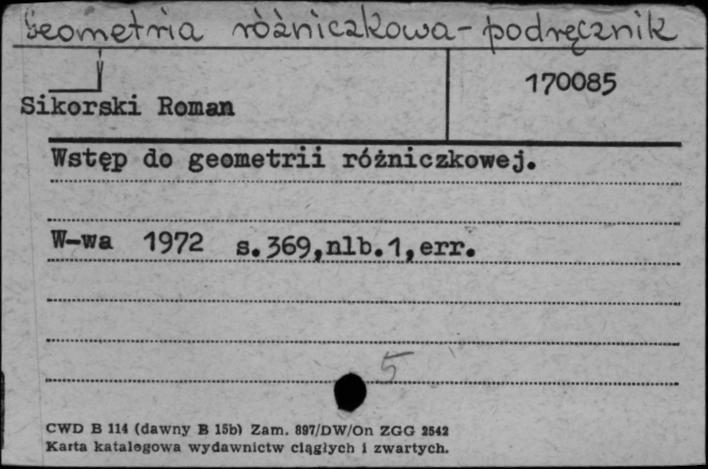 Geometria różniczkowa - podręcznik
170085
Sikorski Roman
Wstęp do geometrii różniczkowej.
W-wa 1972 s.369,nlb.1,err.
5
CWD B 114 (dawny B 15b) Zam. 897/DW/On ZGG 2542
Karta katalogowa wydawnictw ciągłych i zwartych.